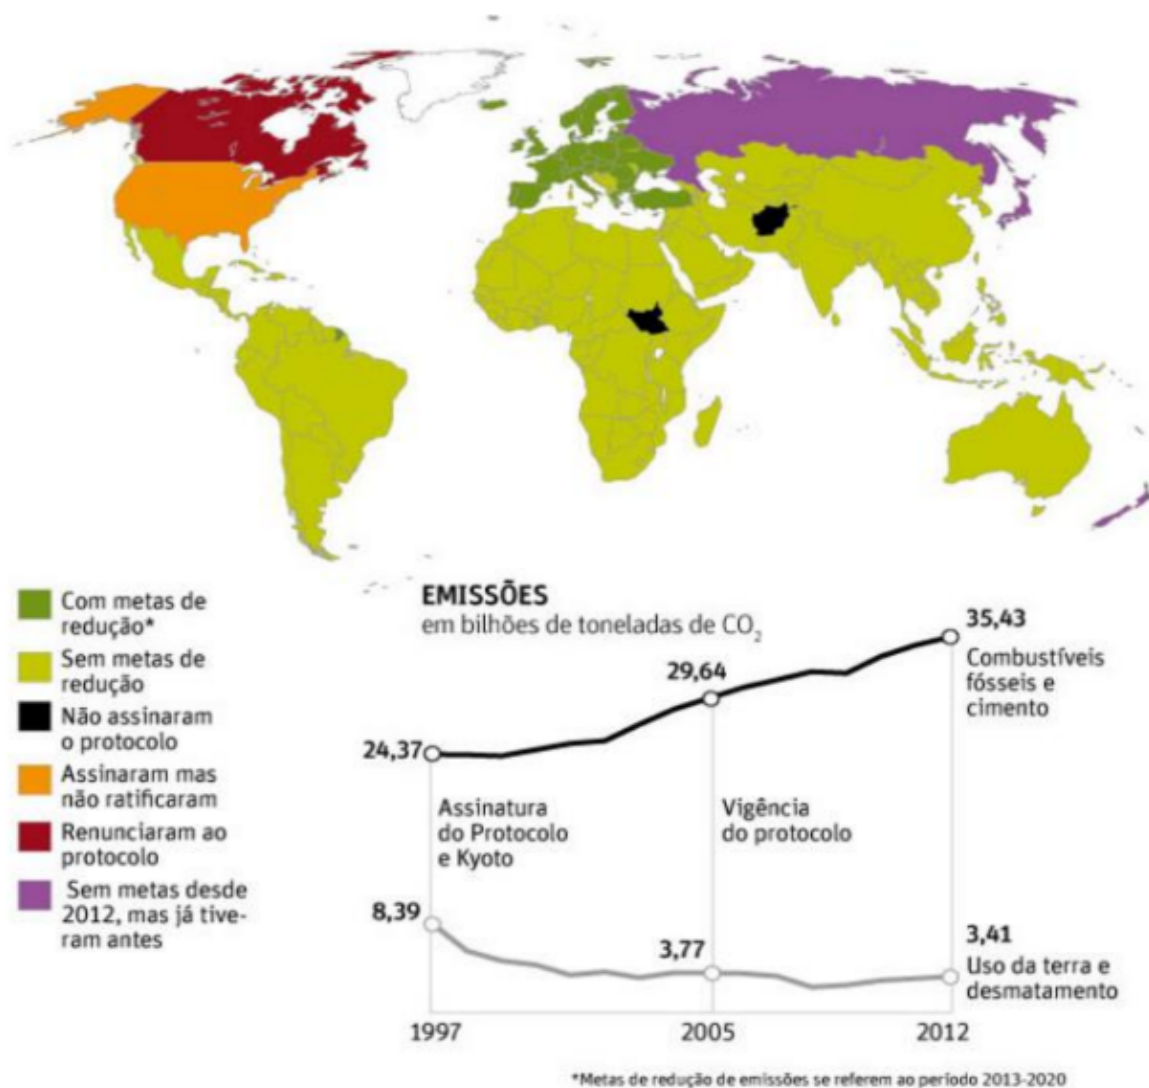 Com metas de
redução*
Sem metas de
redução
Não assinaram
o protocolo
Assinaram mas
não ratificaram
Renunciaram ao
protocolo
Sem metas desde
2012, mas já tive-
ram antes
EMISSÕES
em bilhões de toneladas de CO₂
35,43
Combustíveis
fósseis e
cimento
29,64
24,37
Assinatura
do Protocolo
e Kyoto
Vigência
do protocolo
8,39
3,77
3,41
Uso da terra e
desmatamento
1997
2005
2012
*Metas de redução de emissões se referem ao período 2013-2020